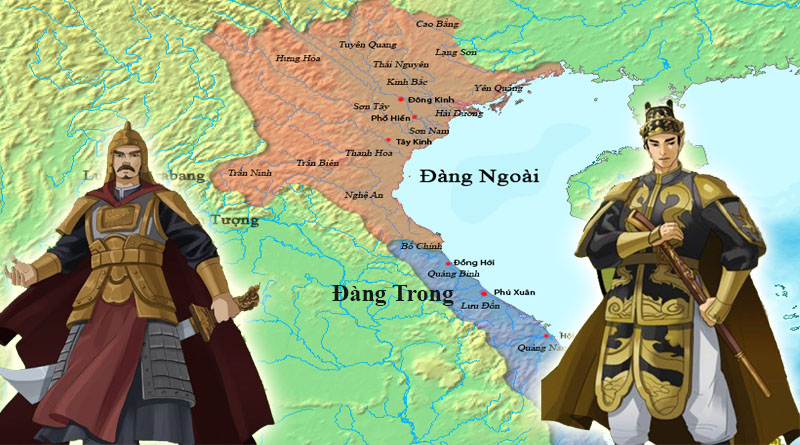 Cao Bằng
Tuyên Quang
Lạng Sơn
Hưng Hóa
Thái Nguyên
Kinh Bắc
Yên Quảng
Đông Kinh
Sơn Tây
Hải Dương
Phố Hiến
Sơn Nam
Tây Kinh
Thanh Hoa
Trấn Biên
Trấn Ninh
Đàng Ngoài
Nghệ An
Tượng
Bố Chính
Đồng Hới
Quảng Bình
Đàng Trong
Phú Xuân
Lưu Đồn